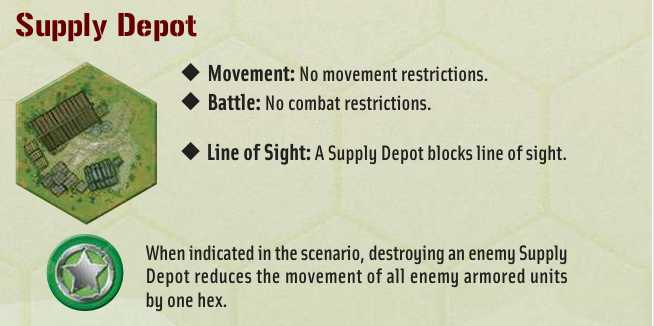 Supply Depot
◆ Movement: No movement restrictions.
◆ Battle: No combat restrictions.
◆ Line of Sight: A Supply Depot blocks line of sight.
When indicated in the scenario, destroying an enemy Supply
Depot reduces the movement of all enemy armored units
by one hex.